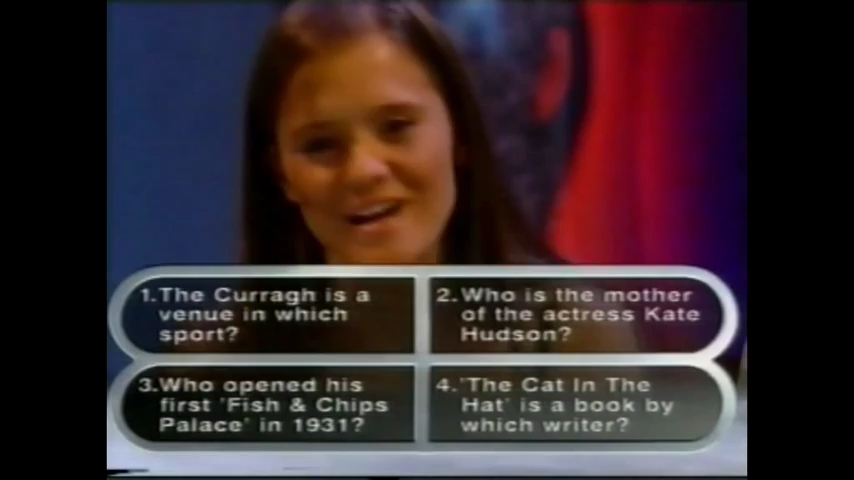 1.The Curragh is a
venue in which
sport?
2.Who is the mother
of the actress Kate
Hudson?
3.Who opened his
first 'Fish & Chips
Palace' in 1931?
4.'The Cat In The
Hat' is a book by
which writer?